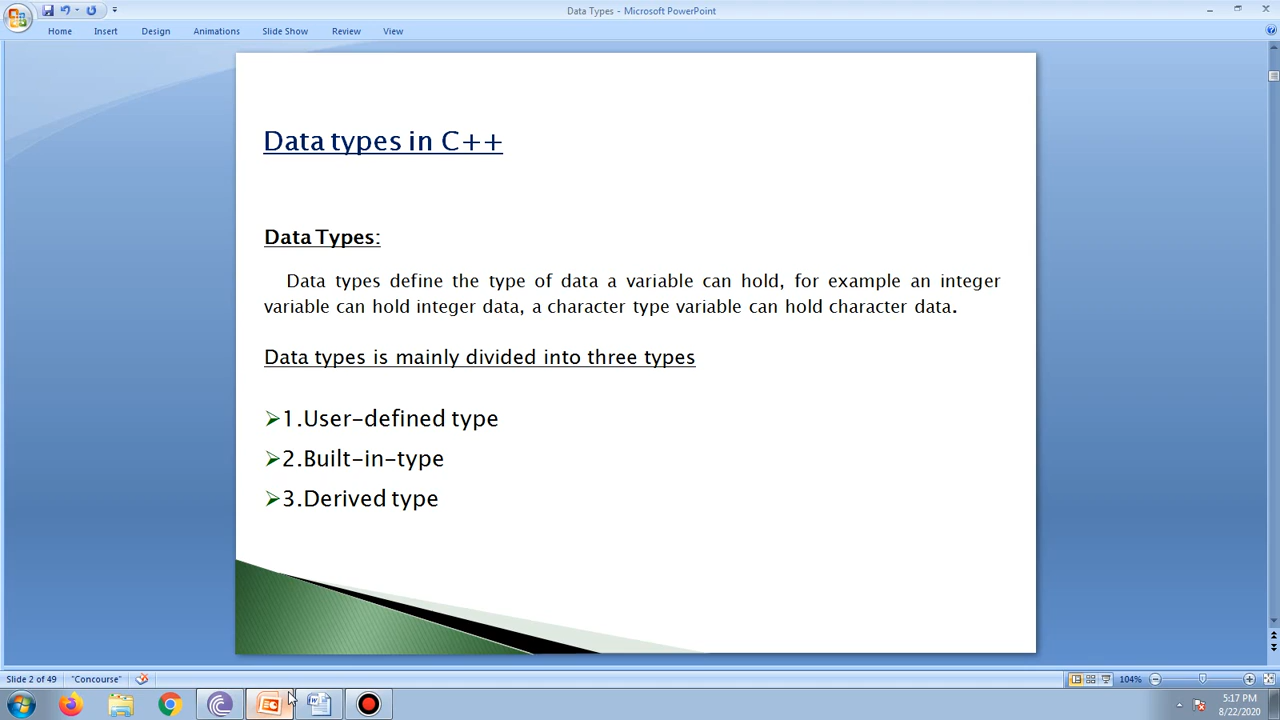 Data Types - Microsoft PowerPoint
Home Insert Design Animations Slide Show Review View
Data types in C++
Data Types:
Data types define the type of data a variable can hold, for example an integer
variable can hold integer data, a character type variable can hold character data.
Data types is mainly divided into three types
➢1.User-defined type
➢2.Built-in-type
➢3.Derived type
Slide 2 of 49 "Concourse" 104%
5:17 PM
8/22/2020